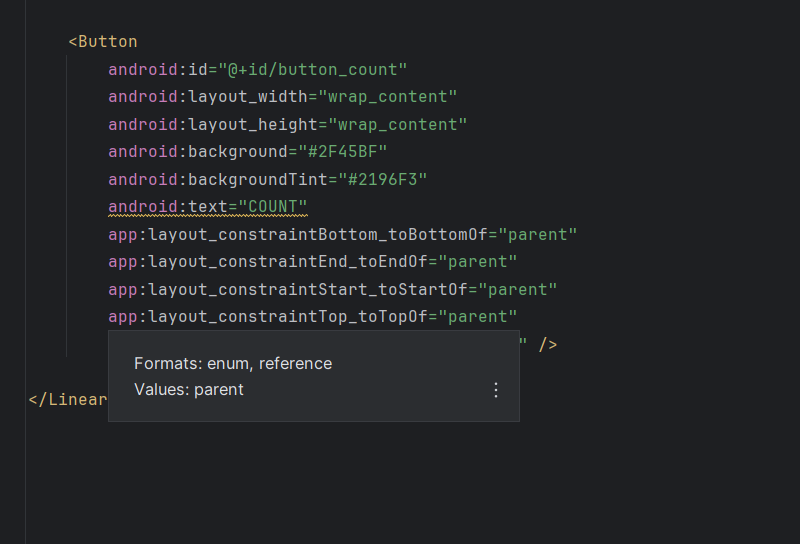 <Button
android:id="@+id/button_count"
android:layout_width="wrap_content"
android:layout_height="wrap_content"
android:background="#2F45BF"
android:backgroundTint="#2196F3"
android:text="COUNT"
app:layout_constraintBottom_toBottomOf="parent"
app:layout_constraintEnd_toEndOf="parent"
app:layout_constraintStart_toStartOf="parent"
app:layout_constraintTop_toTopOf="parent"
" />
Formats: enum, reference
Values: parent
</Linear